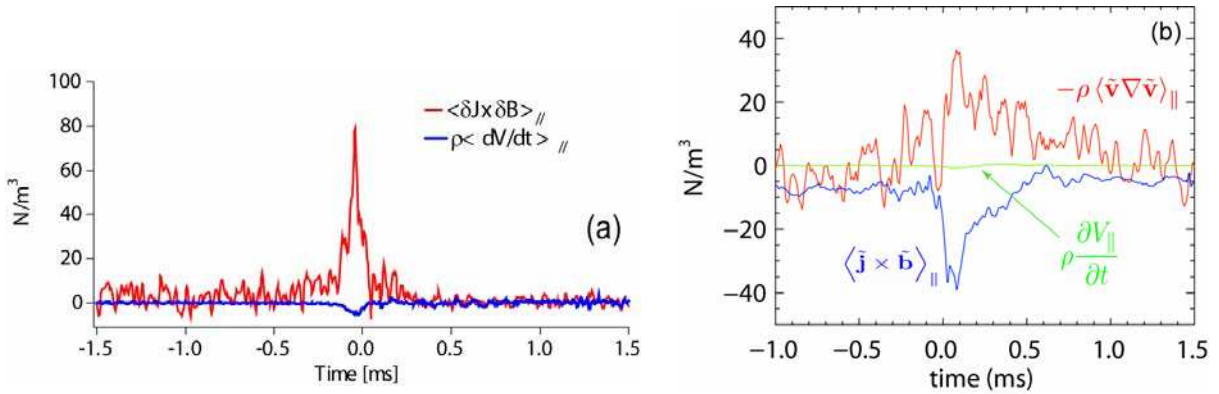 100
80
60
40
20
0
N/m³
<δJxδB>∥
ρ< dV/dt> ∥
(a)
-1.5 -1.0 -0.5 0.0 0.5 1.0 1.5
Time [ms]
40
20
0
−20
−40
N/m³
(b)
−ρ ⟨ṽ∇ṽ⟩∥
⟨j̃ × b̃⟩∥
ρ ∂V∥/∂t
−1.0 −0.5 0.0 0.5 1.0 1.5
time (ms)